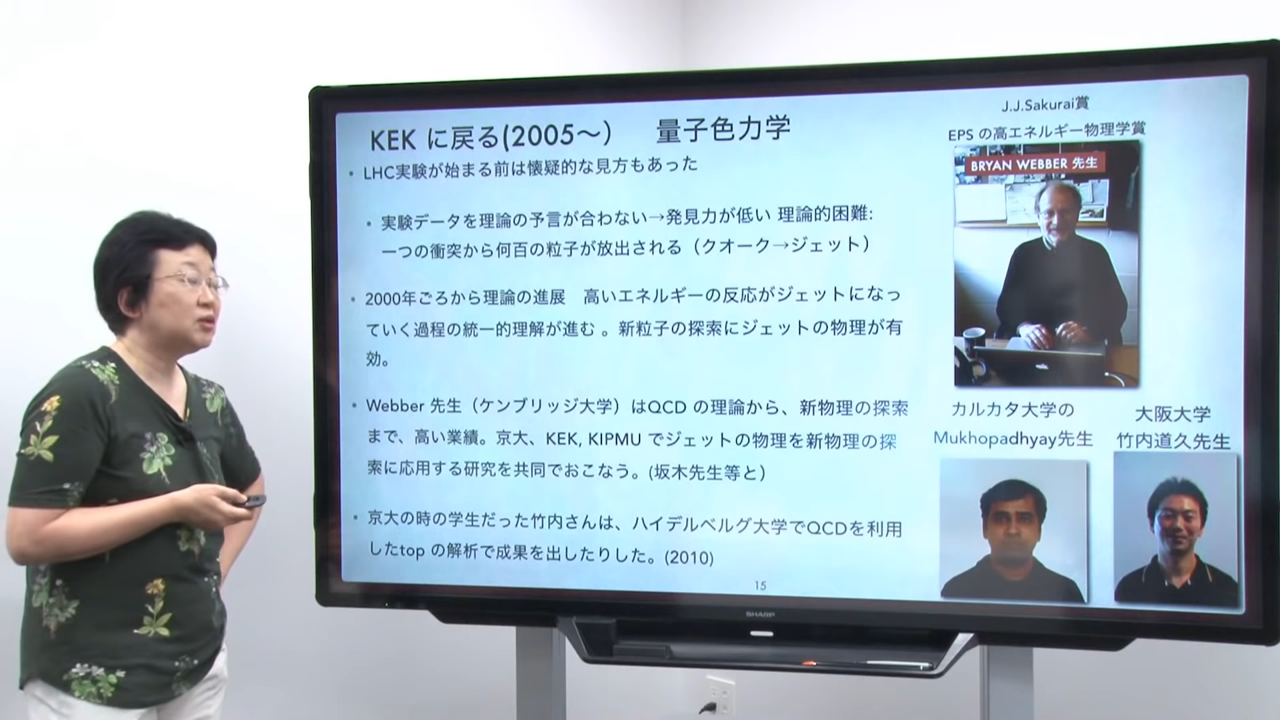 KEK に戻る(2005〜） 量子色力学
• LHC実験が始まる前は懐疑的な見方もあった
• 実験データを理論の予言が合わない→発見力が低い 理論的困難:
一つの衝突から何百の粒子が放出される（クオーク→ジェット）
• 2000年ごろから理論の進展　高いエネルギーの反応がジェットになっ
ていく過程の統一的理解が進む 。新粒子の探索にジェットの物理が有
効。
• Webber 先生（ケンブリッジ大学）はQCD の理論から、新物理の探索
まで、高い業績。京大、KEK, KIPMU でジェットの物理を新物理の探
索に応用する研究を共同でおこなう。(坂木先生等と）
• 京大の時の学生だった竹内さんは、ハイデルベルグ大学でQCDを利用
したtop の解析で成果を出したりした。(2010)
J.J.Sakurai賞
EPS の高エネルギー物理学賞
BRYAN WEBBER 先生
カルカタ大学の
Mukhopadhyay先生
大阪大学
竹内道久先生
15
SHARP